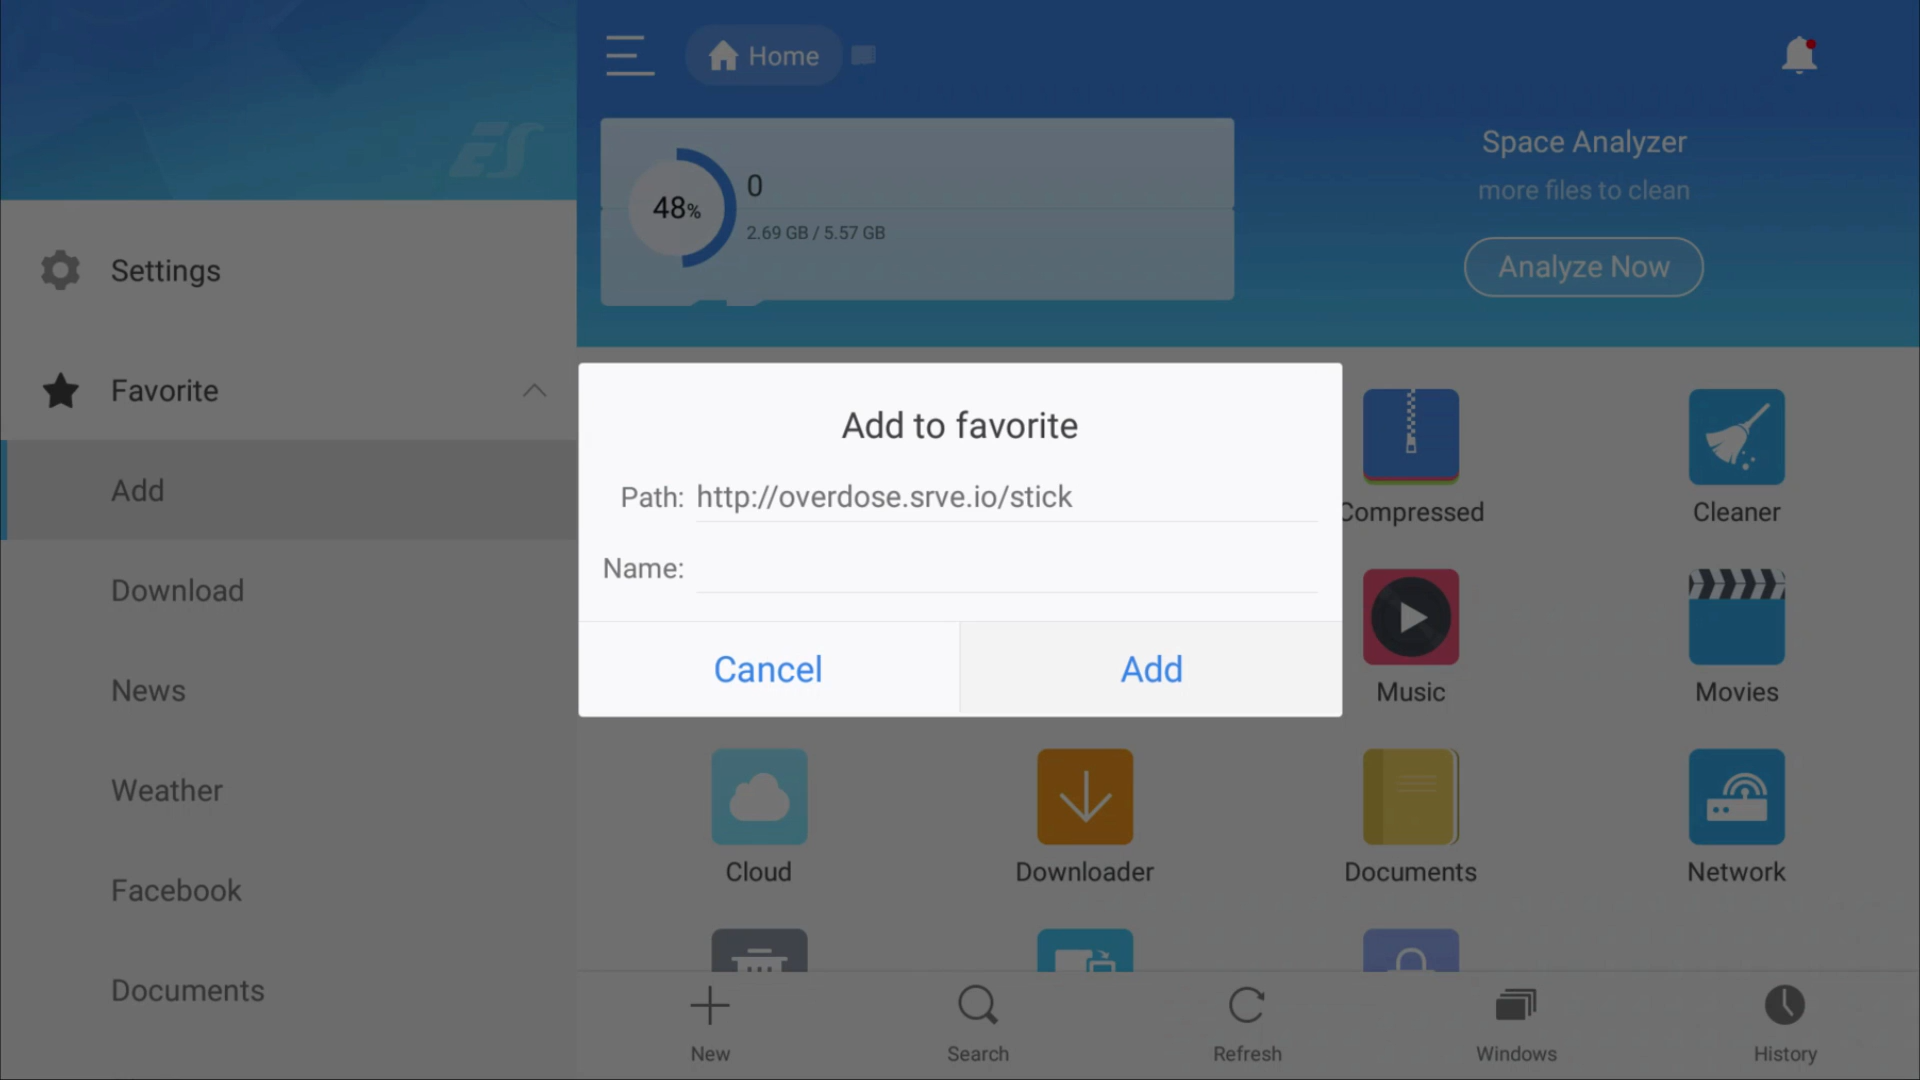 ES
Settings
Favorite
Add
Download
News
Weather
Facebook
Documents
Home
48%
0
2.69 GB / 5.57 GB
Space Analyzer
more files to clean
Analyze Now
Add to favorite
Path: http://overdose.srve.io/stick
Name:
Cancel
Add
Compressed
Cleaner
Music
Movies
Cloud
Downloader
Documents
Network
New
Search
Refresh
Windows
History